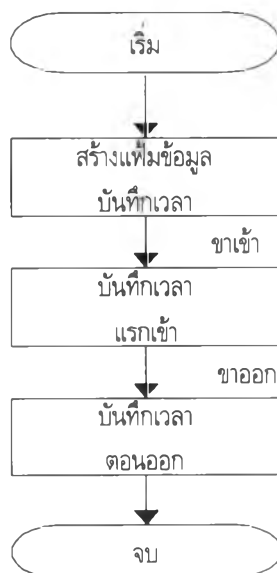 เริ่ม
สร้างแฟ้มข้อมูล
บันทึกเวลา
ขาเข้า
บันทึกเวลา
แรกเข้า
ขาออก
บันทึกเวลา
ตอนออก
จบ